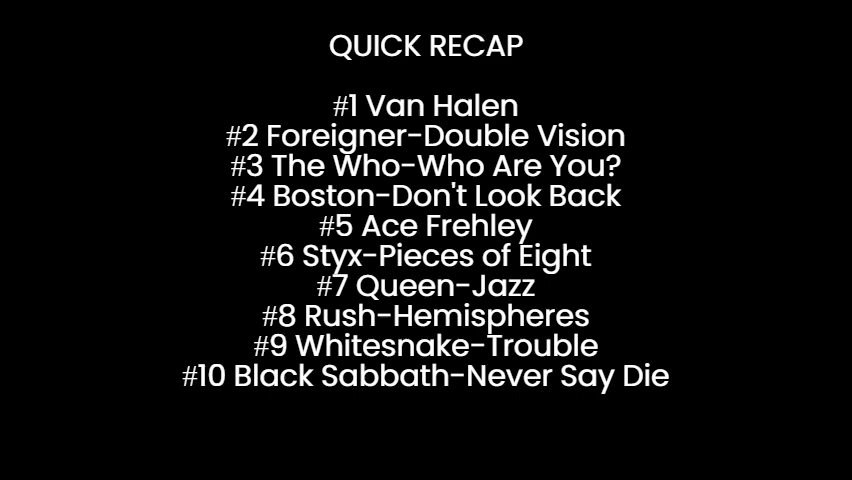 QUICK RECAP
#1 Van Halen
#2 Foreigner-Double Vision
#3 The Who-Who Are You?
#4 Boston-Don't Look Back
#5 Ace Frehley
#6 Styx-Pieces of Eight
#7 Queen-Jazz
#8 Rush-Hemispheres
#9 Whitesnake-Trouble
#10 Black Sabbath-Never Say Die